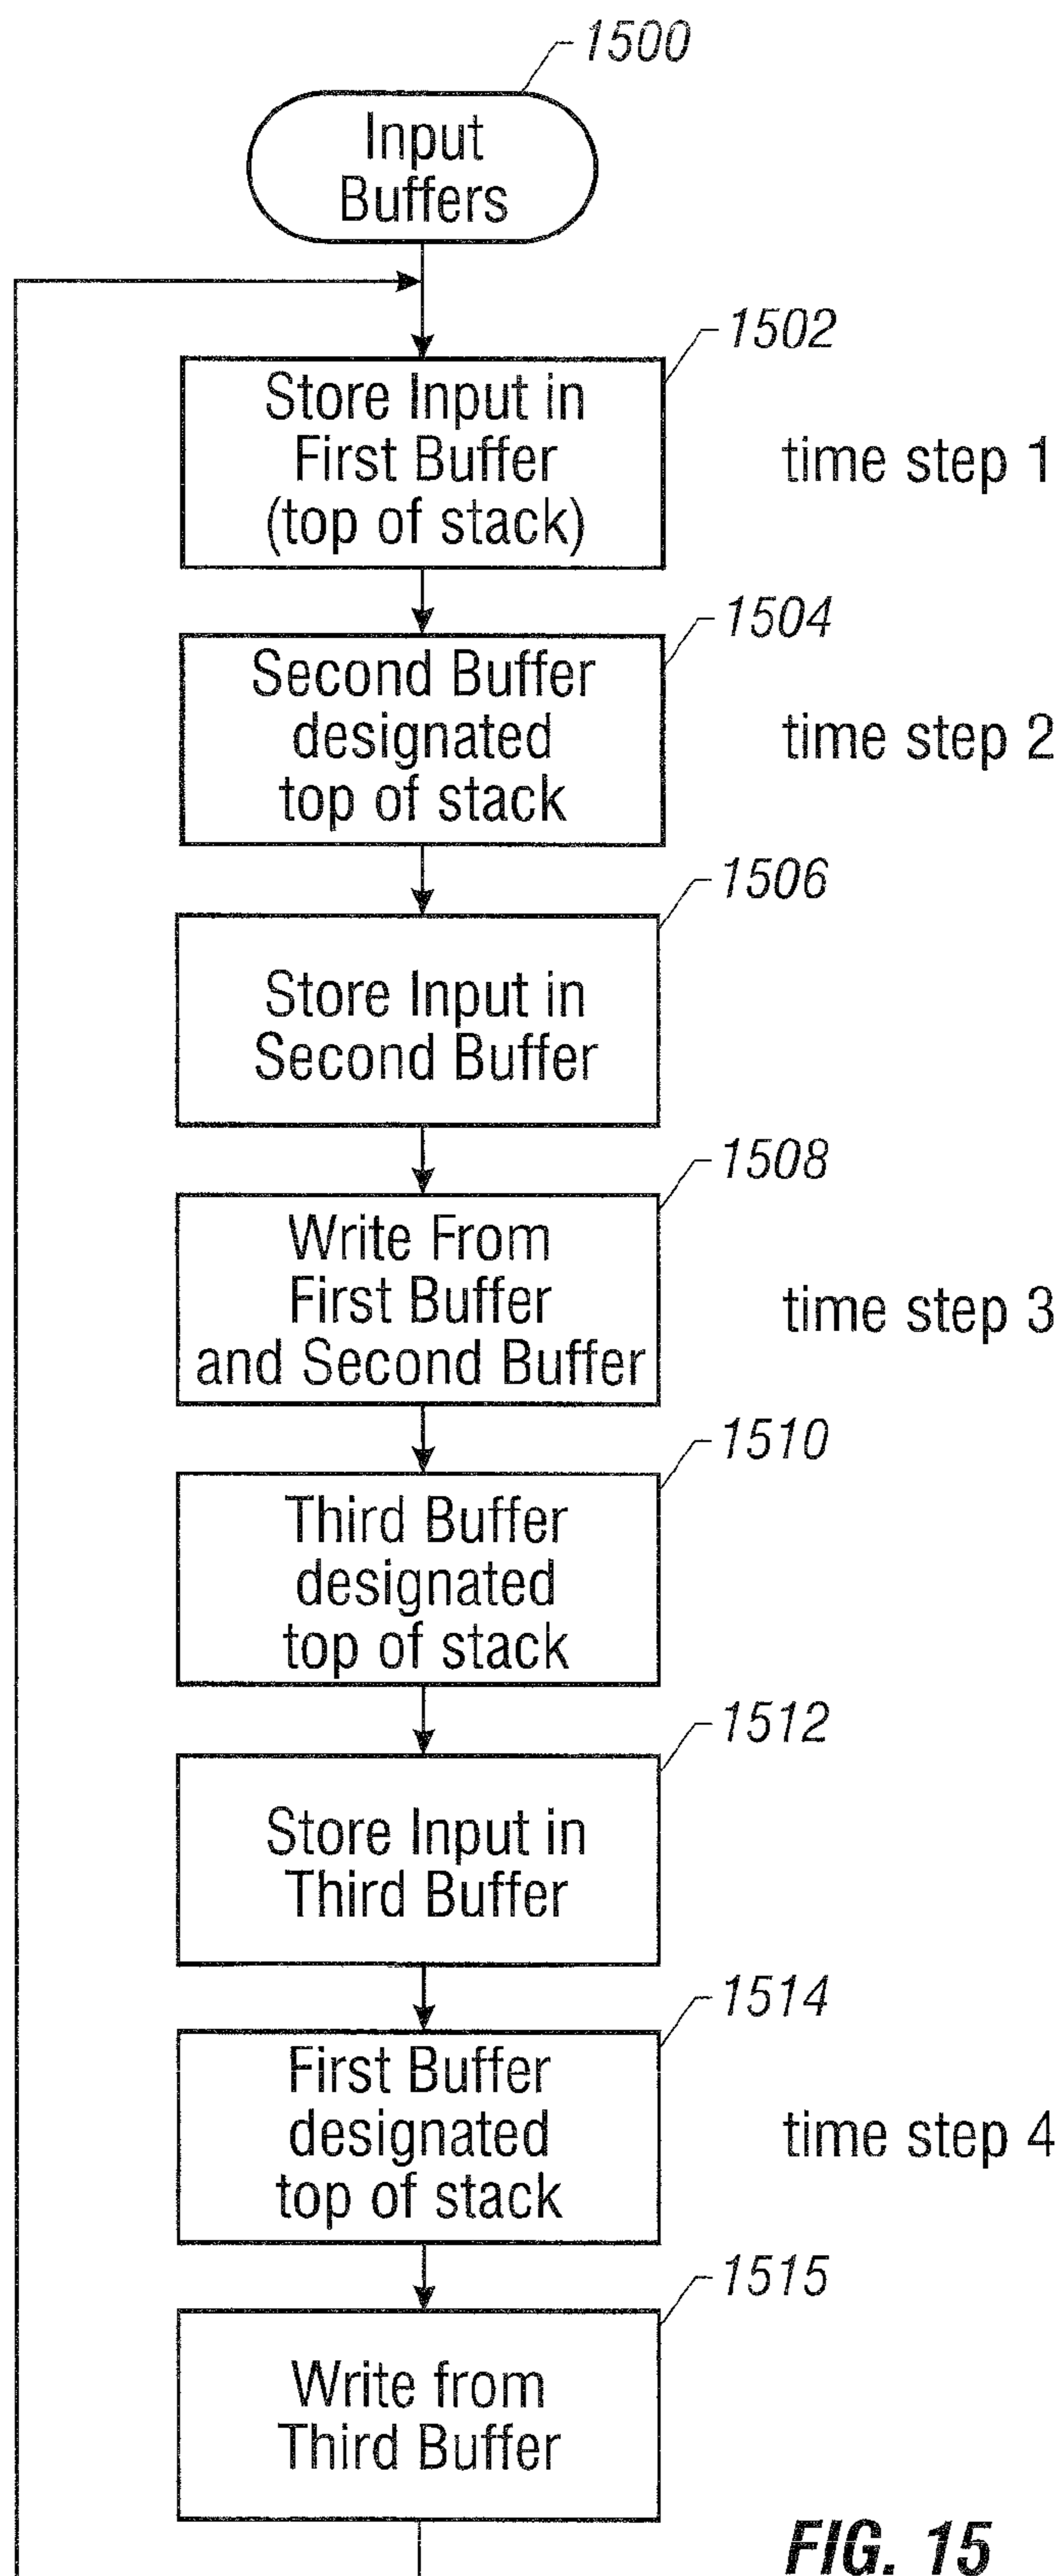 1500
Input
Buffers
1502
Store Input in
First Buffer
(top of stack)
time step 1
1504
Second Buffer
designated
top of stack
time step 2
1506
Store Input in
Second Buffer
1508
Write From
First Buffer
and Second Buffer
time step 3
1510
Third Buffer
designated
top of stack
1512
Store Input in
Third Buffer
1514
First Buffer
designated
top of stack
time step 4
1515
Write from
Third Buffer
FIG. 15